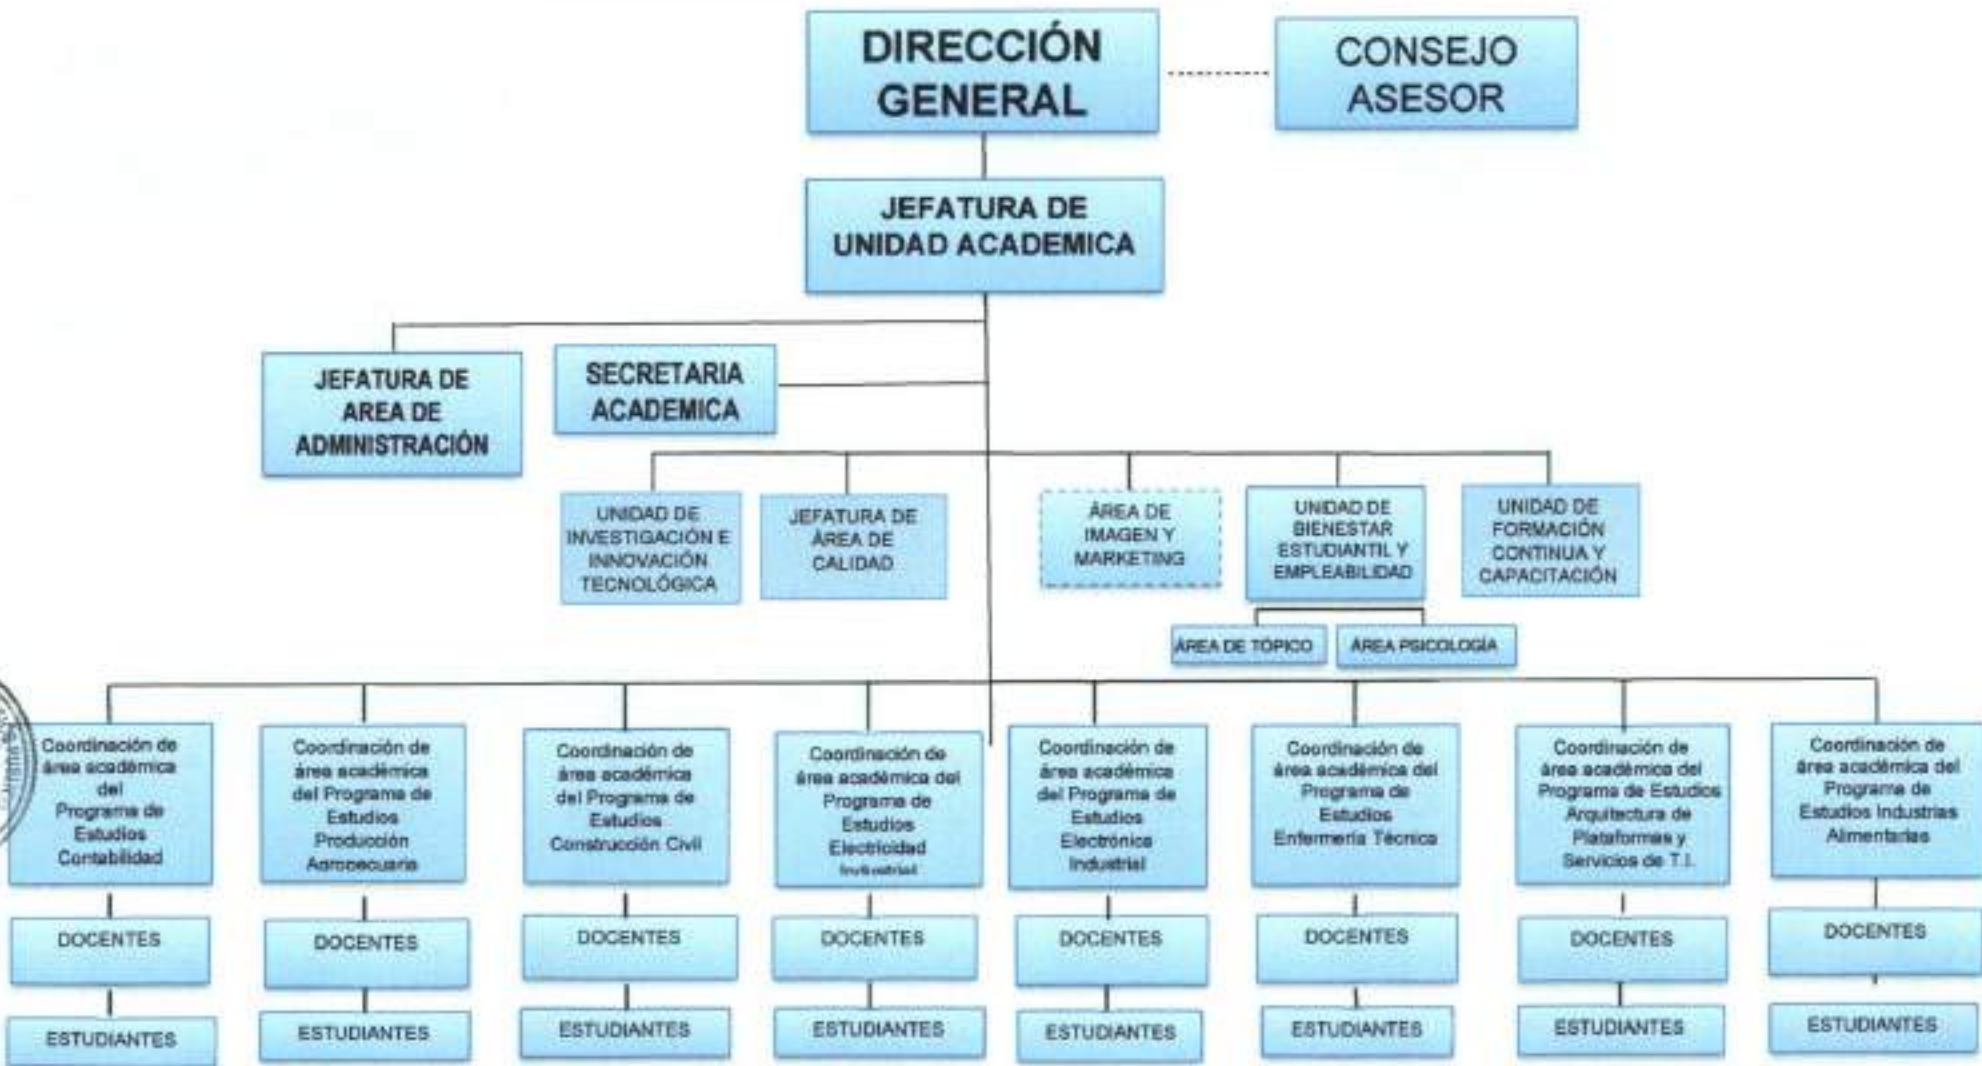 DIRECCIÓN
GENERAL
CONSEJO
ASESOR
JEFATURA DE
UNIDAD ACADEMICA
JEFATURA DE
AREA DE
ADMINISTRACIÓN
SECRETARIA
ACADEMICA
UNIDAD DE
INVESTIGACIÓN E
INNOVACIÓN
TECNOLÓGICA
JEFATURA DE
ÁREA DE
CALIDAD
ÁREA DE
IMAGEN Y
MARKETING
UNIDAD DE
BIENESTAR
ESTUDIANTIL Y
EMPLEABILIDAD
UNIDAD DE
FORMACIÓN
CONTINUA Y
CAPACITACIÓN
ÁREA DE TÓPICO
ÁREA PSICOLOGÍA
Coordinación de
área académica
del
Programa de
Estudios
Contabilidad
Coordinación de
área académica
del Programa de
Estudios
Producción
Agropecuaria
Coordinación de
área académica
del Programa de
Estudios
Construcción Civil
Coordinación de
área académica del
Programa de
Estudios
Electricidad
Industrial
Coordinación de
área académica
del Programa de
Estudios
Electrónica
Industrial
Coordinación de
área académica del
Programa de
Estudios
Enfermería Técnica
Coordinación de
área académica del
Programa de Estudios
Arquitectura de
Plataformas y
Servicios de T.I.
Coordinación de
área académica del
Programa de
Estudios Industrias
Alimentarias
DOCENTES
DOCENTES
DOCENTES
DOCENTES
DOCENTES
DOCENTES
DOCENTES
DOCENTES
ESTUDIANTES
ESTUDIANTES
ESTUDIANTES
ESTUDIANTES
ESTUDIANTES
ESTUDIANTES
ESTUDIANTES
ESTUDIANTES